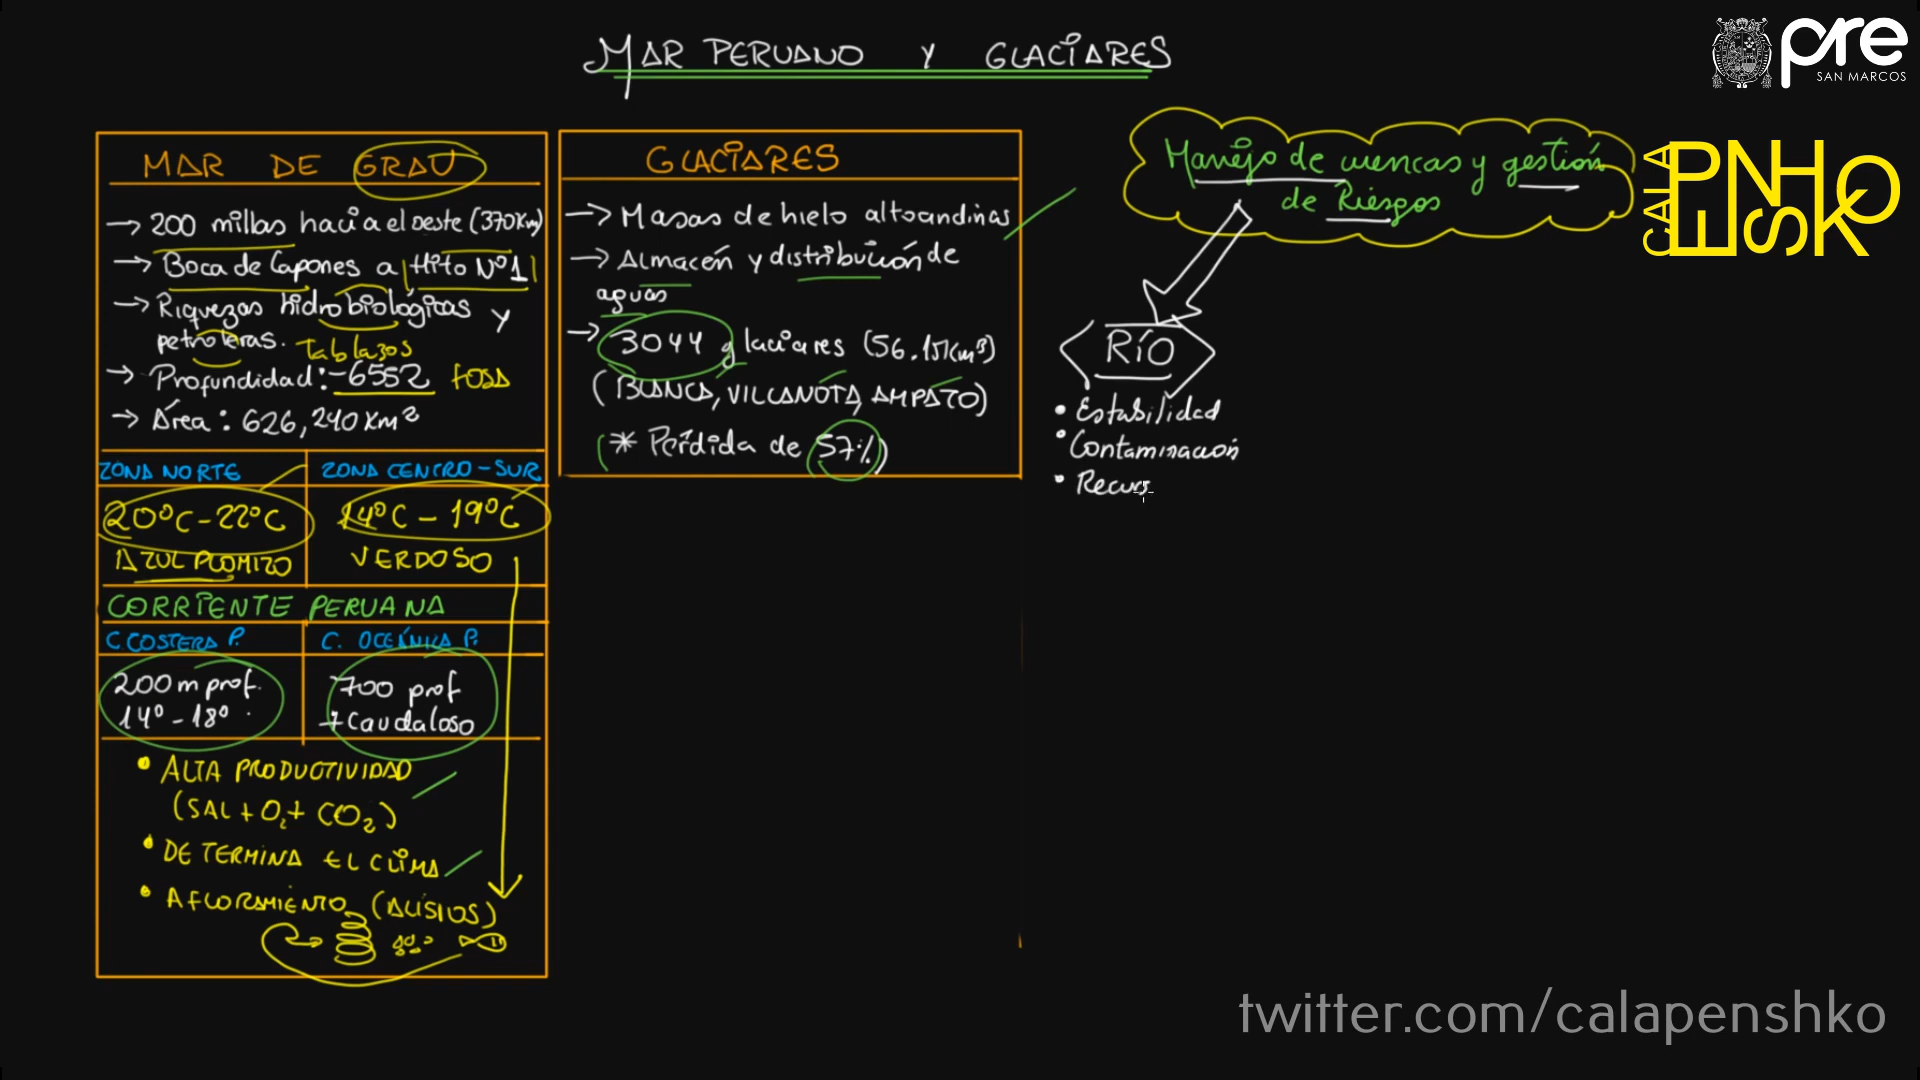 MAR PERUANO Y GLACIARES
pre
SAN MARCOS
CALA
PENSHKO
MAR DE GRAU
→ 200 millas hacia el oeste (370Km)
→ Boca de Capones a Hito Nº1
→ Riquezas hidrobiológicas y
petroleras. Tablazos
→ Profundidad: -6552 FOSA
→ Área: 626,240 KM²
ZONA NORTE
20°C - 22°C
AZUL PLOMIZO
ZONA CENTRO - SUR
14°C - 19°C
VERDOSO
CORRIENTE PERUANA
C. COSTERA P.
200 m prof.
14° - 18°
C. OCEÁNICA P.
700 prof
+ Caudaloso
• ALTA PRODUCTIVIDAD
(SAL + O₂ + CO₂)
• DETERMINA EL CLIMA
• AFLORAMIENTO (ALISIOS)
GLACIARES
→ Masas de hielo altoandinas
→ Almacén y distribución de
aguas
→ 3044 glaciares (56.15Km³)
(BLANCA, VILCANOTA, AMPATO)
(* Pérdida de 57%)
Manejo de cuencas y gestión
de Riesgos
RÍO
• Estabilidad
• Contaminación
• Recurs
twitter.com/calapenshko